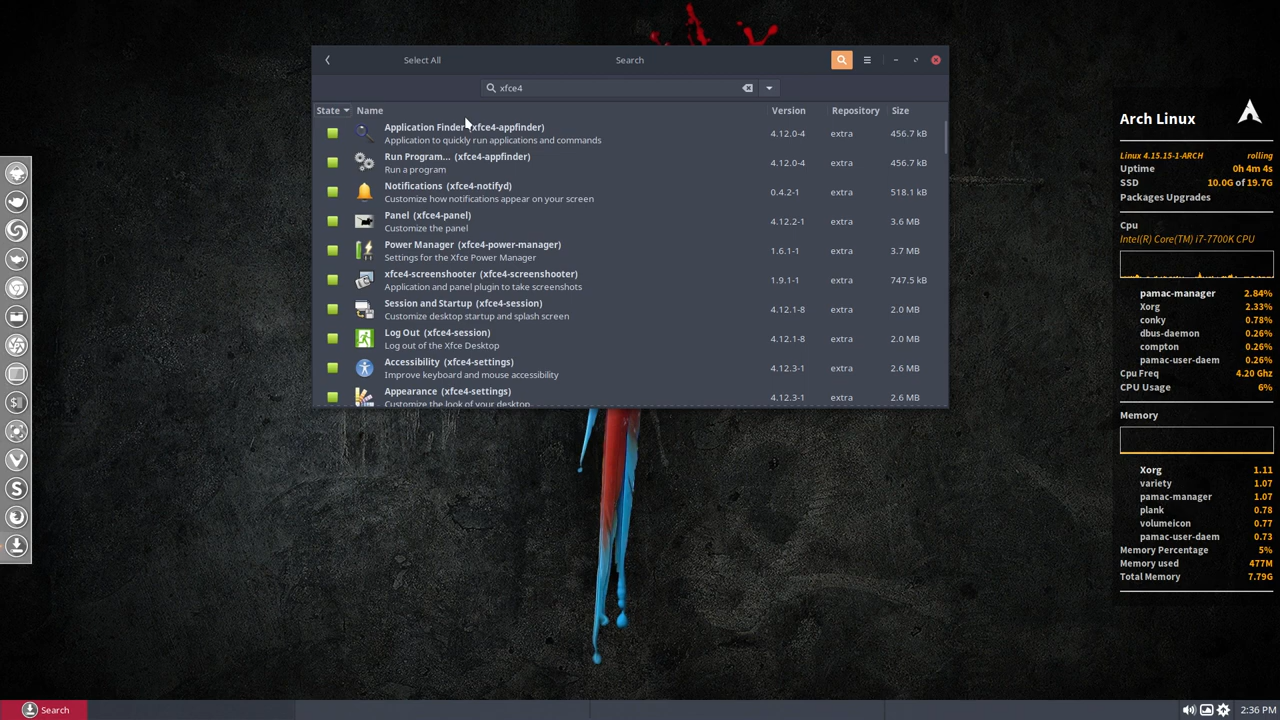 Select All
Search
xfce4
State Name Version Repository Size
Application Finder (xfce4-appfinder) 4.12.0-4 extra 456.7 kB
Application to quickly run applications and commands
Run Program... (xfce4-appfinder) 4.12.0-4 extra 456.7 kB
Run a program
Notifications (xfce4-notifyd) 0.4.2-1 extra 518.1 kB
Customize how notifications appear on your screen
Panel (xfce4-panel) 4.12.2-1 extra 3.6 MB
Customize the panel
Power Manager (xfce4-power-manager) 1.6.1-1 extra 3.7 MB
Settings for the Xfce Power Manager
xfce4-screenshooter (xfce4-screenshooter) 1.9.1-1 extra 747.5 kB
Application and panel plugin to take screenshots
Session and Startup (xfce4-session) 4.12.1-8 extra 2.0 MB
Customize desktop startup and splash screen
Log Out (xfce4-session) 4.12.1-8 extra 2.0 MB
Log out of the Xfce Desktop
Accessibility (xfce4-settings) 4.12.3-1 extra 2.6 MB
Improve keyboard and mouse accessibility
Appearance (xfce4-settings) 4.12.3-1 extra 2.6 MB
Customize the look of your desktop
Arch Linux
Linux 4.15.15-1-ARCH rolling
Uptime 0h 4m 4s
SSD 10.0G of 19.7G
Packages Upgrades
Cpu
Intel(R) Core(TM) i7-7700K CPU
pamac-manager 2.84%
Xorg 2.33%
conky 0.78%
dbus-daemon 0.26%
compton 0.26%
pamac-user-daem 0.26%
Cpu Freq 4.20 Ghz
CPU Usage 6%
Memory
Xorg 1.11
variety 1.07
pamac-manager 1.07
plank 0.78
volumeicon 0.77
pamac-user-daem 0.73
Memory Percentage 5%
Memory used 477M
Total Memory 7.79G
Search
2:36 PM